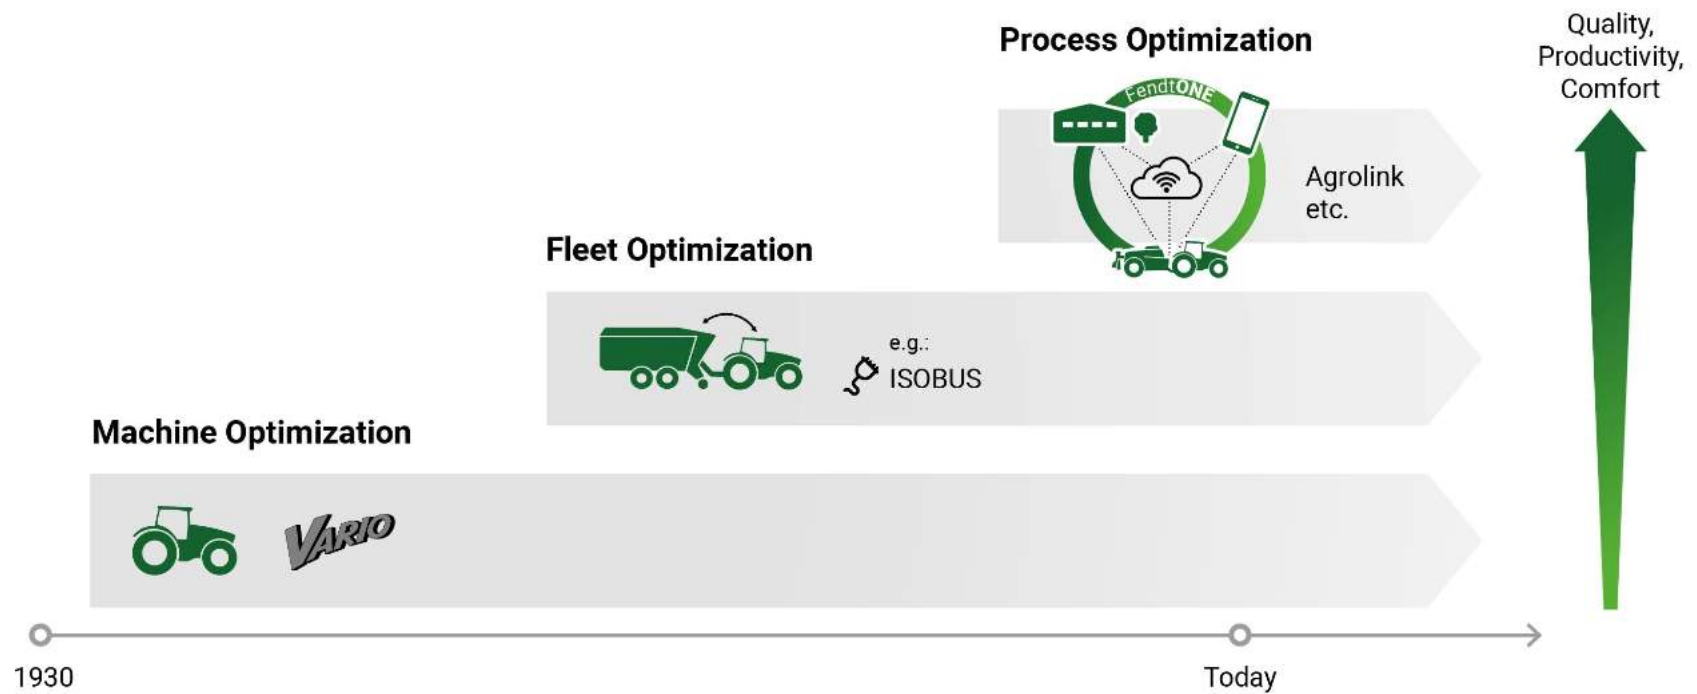 Process Optimization
Quality,
Productivity,
Comfort
FendtONE
Agrolink
etc.
Fleet Optimization
e.g.:
ISOBUS
Machine Optimization
VARIO
1930
Today